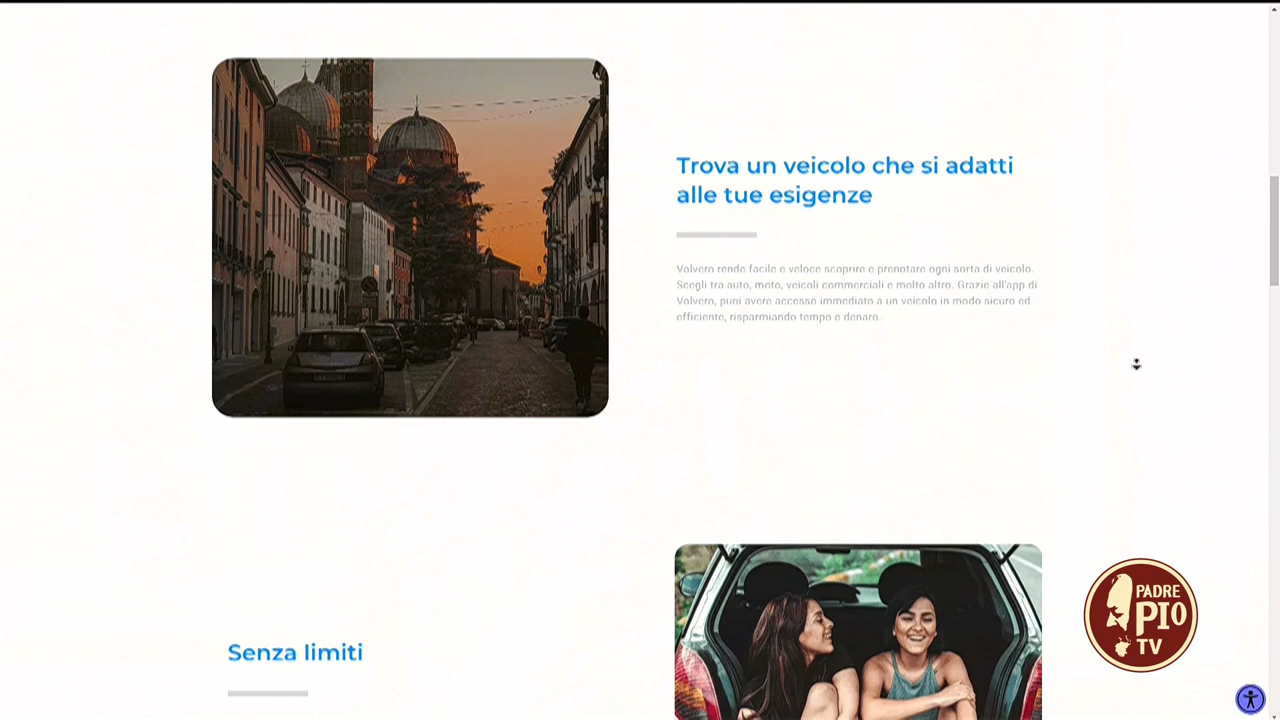 Trova un veicolo che si adatti
alle tue esigenze
Volvero rende facile e veloce scoprire e prenotare ogni sorta di veicolo.
Scegli tra auto, moto, veicoli commerciali e molto altro. Grazie all'app di
Volvero, puoi avere accesso immediato a un veicolo in modo sicuro ed
efficiente, risparmiando tempo e denaro.
Senza limiti
PADRE
PIO
TV